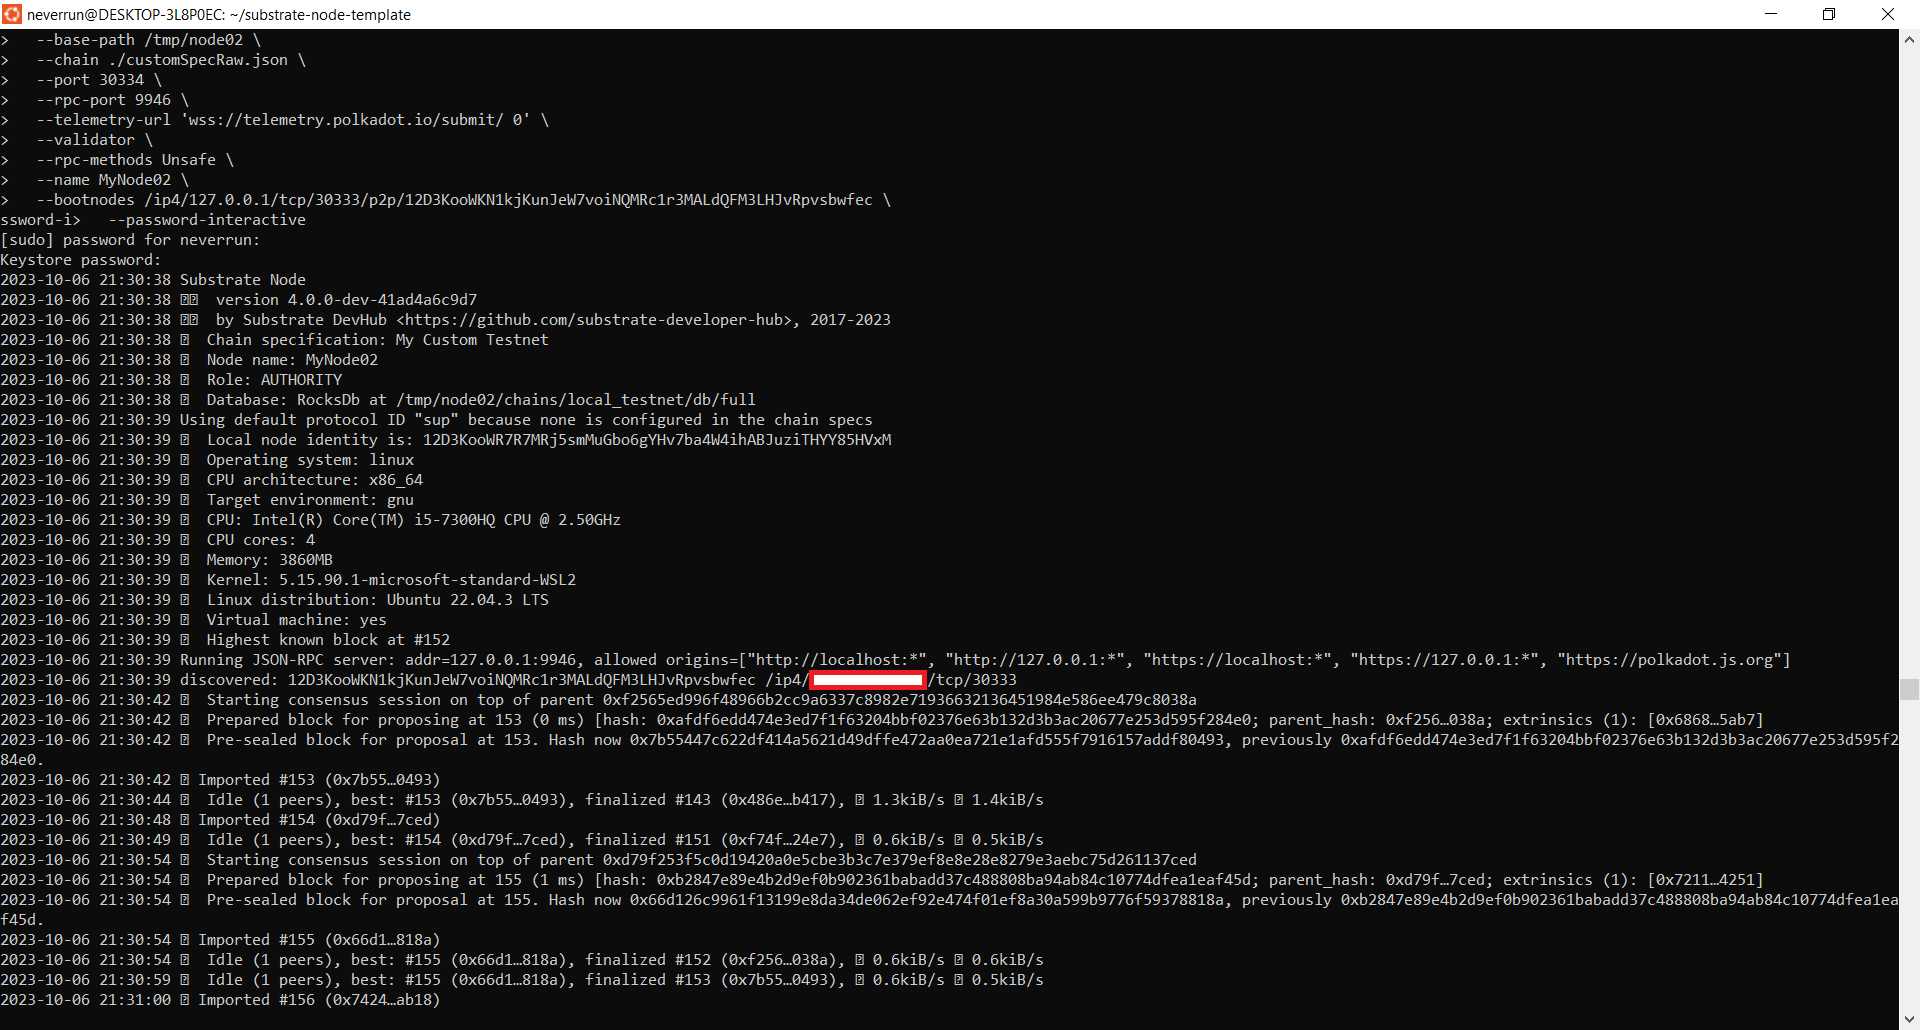 neverrun@DESKTOP-3L8P0EC: ~/substrate-node-template
>   --base-path /tmp/node02 \
>   --chain ./customSpecRaw.json \
>   --port 30334 \
>   --rpc-port 9946 \
>   --telemetry-url 'wss://telemetry.polkadot.io/submit/ 0' \
>   --validator \
>   --rpc-methods Unsafe \
>   --name MyNode02 \
>   --bootnodes /ip4/127.0.0.1/tcp/30333/p2p/12D3KooWKN1kjKunJeW7voiNQMRc1r3MALdQFM3LHJvRpvsbwfec \
ssword-i>   --password-interactive
[sudo] password for neverrun:
Keystore password:
2023-10-06 21:30:38 Substrate Node
2023-10-06 21:30:38 version 4.0.0-dev-41ad4a6c9d7
2023-10-06 21:30:38 by Substrate DevHub <https://github.com/substrate-developer-hub>, 2017-2023
2023-10-06 21:30:38 Chain specification: My Custom Testnet
2023-10-06 21:30:38 Node name: MyNode02
2023-10-06 21:30:38 Role: AUTHORITY
2023-10-06 21:30:38 Database: RocksDb at /tmp/node02/chains/local_testnet/db/full
2023-10-06 21:30:39 Using default protocol ID "sup" because none is configured in the chain specs
2023-10-06 21:30:39 Local node identity is: 12D3KooWR7R7MRj5smMuGbo6gYHv7ba4W4ihABJuziTHYY85HVxM
2023-10-06 21:30:39 Operating system: linux
2023-10-06 21:30:39 CPU architecture: x86_64
2023-10-06 21:30:39 Target environment: gnu
2023-10-06 21:30:39 CPU: Intel(R) Core(TM) i5-7300HQ CPU @ 2.50GHz
2023-10-06 21:30:39 CPU cores: 4
2023-10-06 21:30:39 Memory: 3860MB
2023-10-06 21:30:39 Kernel: 5.15.90.1-microsoft-standard-WSL2
2023-10-06 21:30:39 Linux distribution: Ubuntu 22.04.3 LTS
2023-10-06 21:30:39 Virtual machine: yes
2023-10-06 21:30:39 Highest known block at #152
2023-10-06 21:30:39 Running JSON-RPC server: addr=127.0.0.1:9946, allowed origins=["http://localhost:*", "http://127.0.0.1:*", "https://localhost:*", "https://127.0.0.1:*", "https://polkadot.js.org"]
2023-10-06 21:30:39 discovered: 12D3KooWKN1kjKunJeW7voiNQMRc1r3MALdQFM3LHJvRpvsbwfec /ip4/ /tcp/30333
2023-10-06 21:30:42 Starting consensus session on top of parent 0xf2565ed996f48966b2cc9a6337c8982e71936632136451984e586ee479c8038a
2023-10-06 21:30:42 Prepared block for proposing at 153 (0 ms) [hash: 0xafdf6edd474e3ed7f1f63204bbf02376e63b132d3b3ac20677e253d595f284e0; parent_hash: 0xf256…038a; extrinsics (1): [0x6868…5ab7]
2023-10-06 21:30:42 Pre-sealed block for proposal at 153. Hash now 0x7b55447c622df414a5621d49dffe472aa0ea721e1afd555f7916157addf80493, previously 0xafdf6edd474e3ed7f1f63204bbf02376e63b132d3b3ac20677e253d595f2
84e0.
2023-10-06 21:30:42 Imported #153 (0x7b55…0493)
2023-10-06 21:30:44 Idle (1 peers), best: #153 (0x7b55…0493), finalized #143 (0x486e…b417), 1.3kiB/s 1.4kiB/s
2023-10-06 21:30:48 Imported #154 (0xd79f…7ced)
2023-10-06 21:30:49 Idle (1 peers), best: #154 (0xd79f…7ced), finalized #151 (0xf74f…24e7), 0.6kiB/s 0.5kiB/s
2023-10-06 21:30:54 Starting consensus session on top of parent 0xd79f253f5c0d19420a0e5cbe3b3c7e379ef8e8e28e8279e3aebc75d261137ced
2023-10-06 21:30:54 Prepared block for proposing at 155 (1 ms) [hash: 0xb2847e89e4b2d9ef0b902361babadd37c488808ba94ab84c10774dfea1eaf45d; parent_hash: 0xd79f…7ced; extrinsics (1): [0x7211…4251]
2023-10-06 21:30:54 Pre-sealed block for proposal at 155. Hash now 0x66d126c9961f13199e8da34de062ef92e474f01ef8a30a599b9776f59378818a, previously 0xb2847e89e4b2d9ef0b902361babadd37c488808ba94ab84c10774dfea1ea
f45d.
2023-10-06 21:30:54 Imported #155 (0x66d1…818a)
2023-10-06 21:30:54 Idle (1 peers), best: #155 (0x66d1…818a), finalized #152 (0xf256…038a), 0.6kiB/s 0.6kiB/s
2023-10-06 21:30:59 Idle (1 peers), best: #155 (0x66d1…818a), finalized #153 (0x7b55…0493), 0.6kiB/s 0.5kiB/s
2023-10-06 21:31:00 Imported #156 (0x7424…ab18)